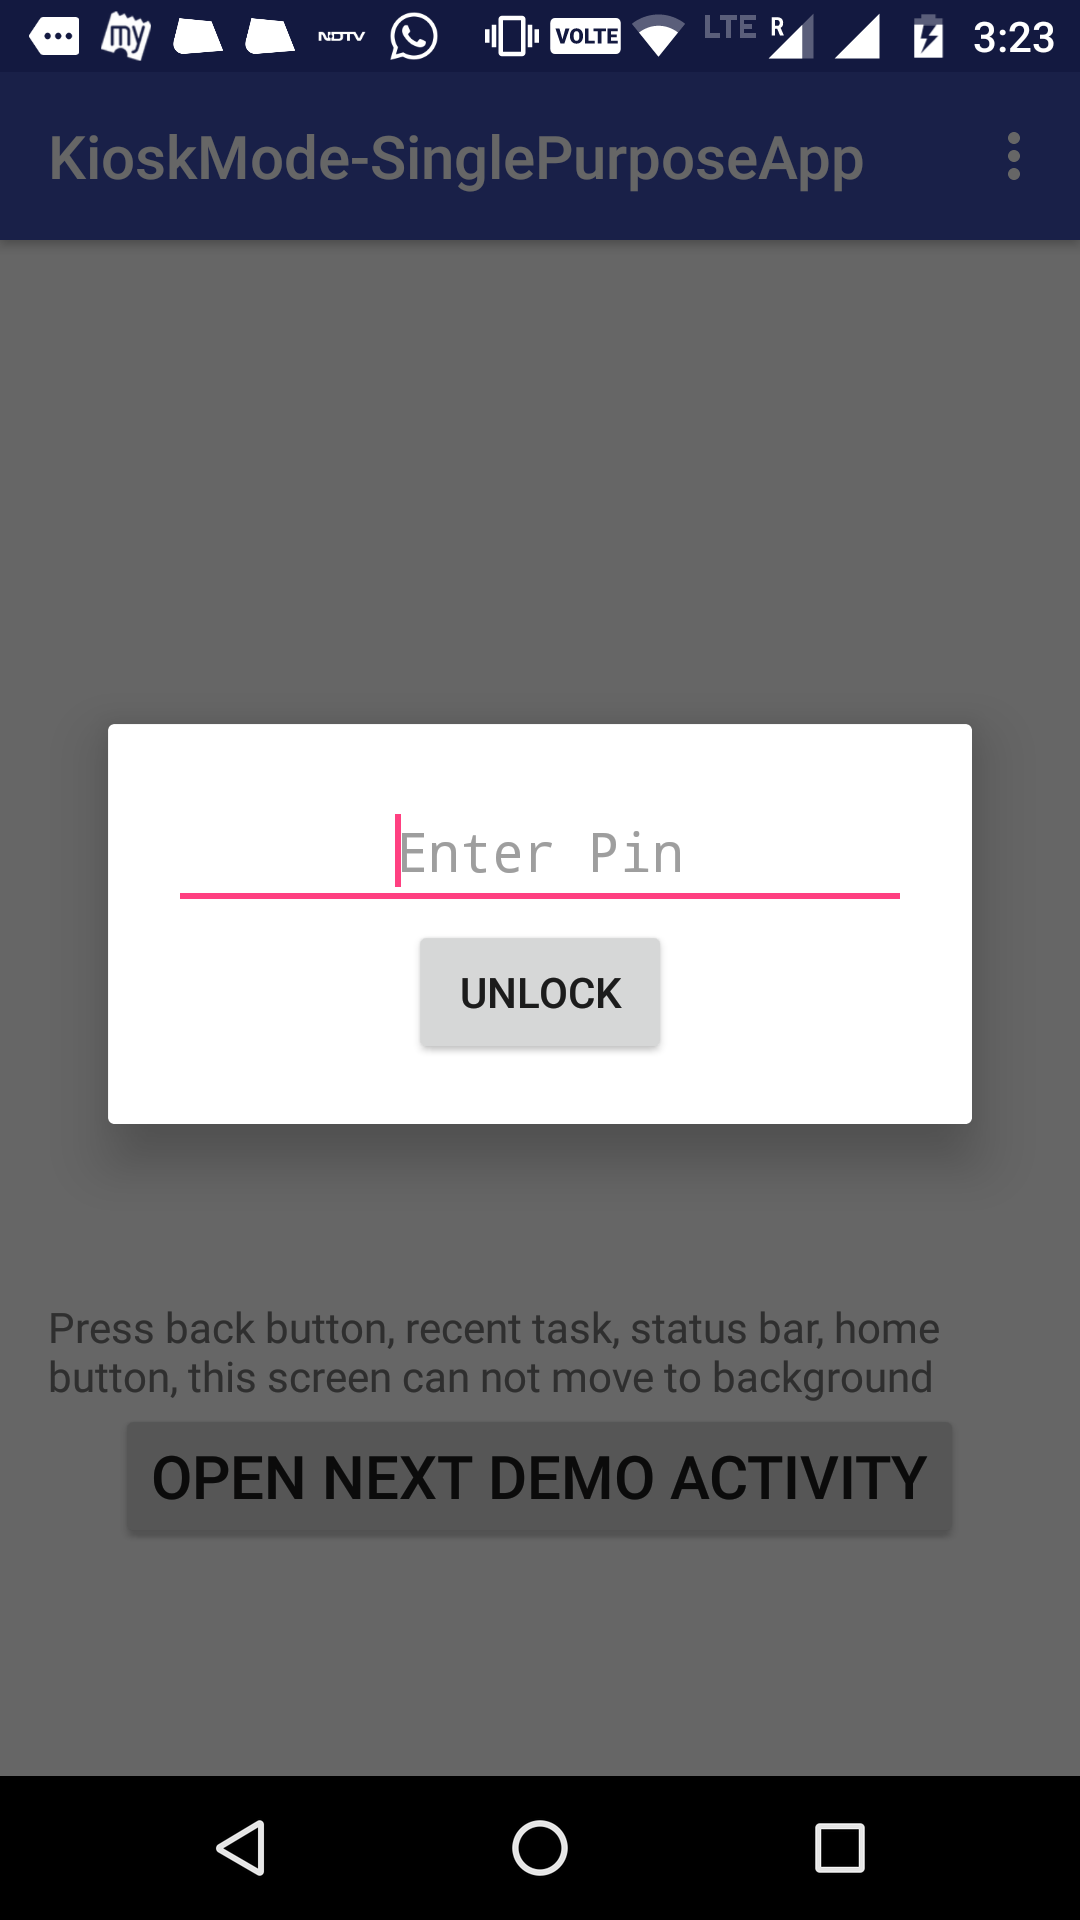 my NDTV VOLTE LTE R 3:23
KioskMode-SinglePurposeApp
Enter Pin
UNLOCK
Press back button, recent task, status bar, home
button, this screen can not move to background
OPEN NEXT DEMO ACTIVITY